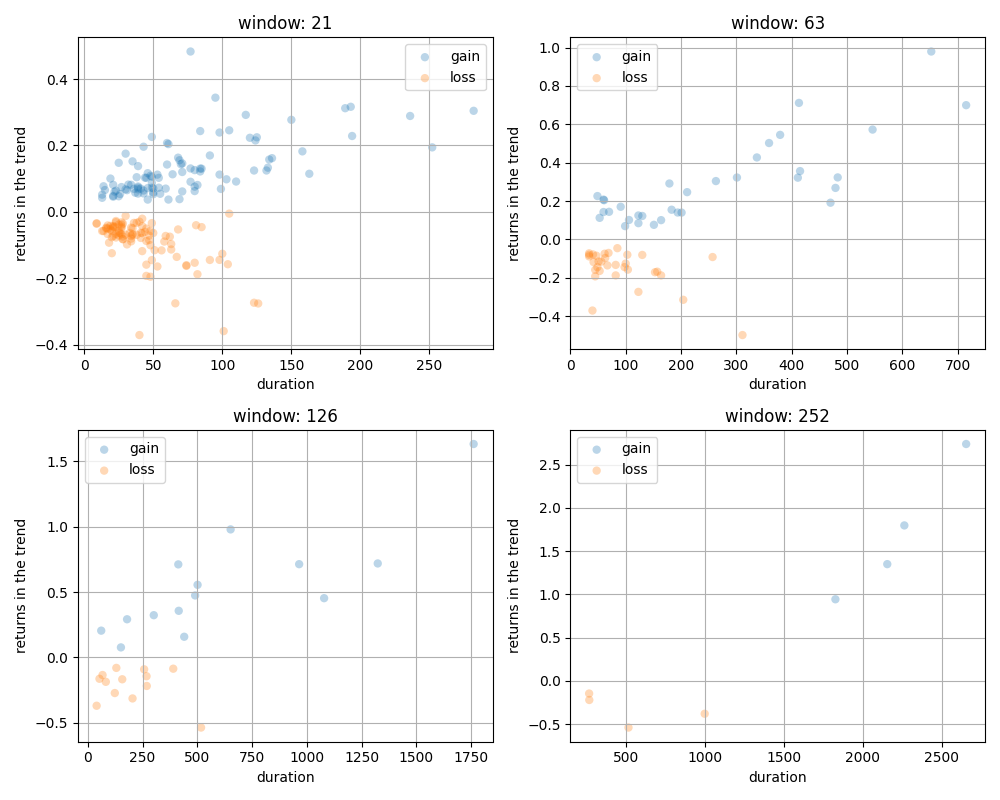 window: 21
gain
loss
returns in the trend
0.4
0.2
0.0
−0.2
−0.4
0 50 100 150 200 250
duration
window: 63
gain
loss
returns in the trend
1.0
0.8
0.6
0.4
0.2
0.0
−0.2
−0.4
0 100 200 300 400 500 600 700
duration
window: 126
gain
loss
returns in the trend
1.5
1.0
0.5
0.0
−0.5
0 250 500 750 1000 1250 1500 1750
duration
window: 252
gain
loss
returns in the trend
2.5
2.0
1.5
1.0
0.5
0.0
−0.5
500 1000 1500 2000 2500
duration